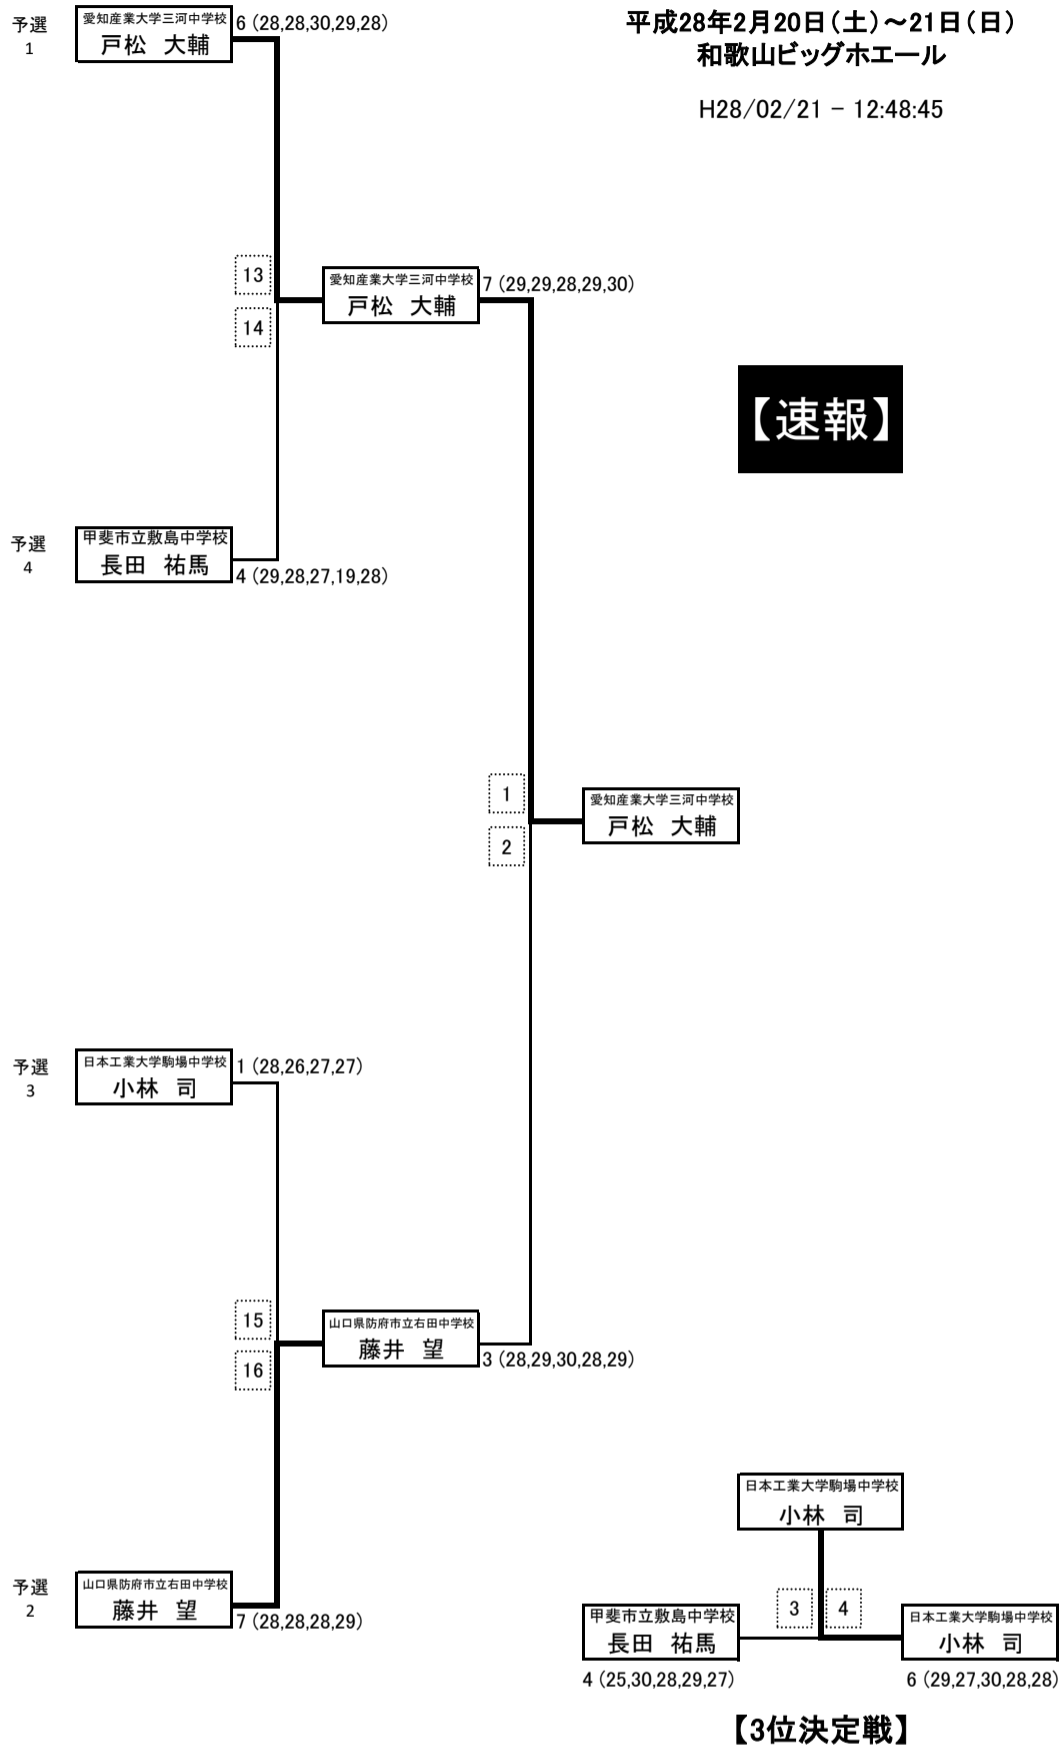 平成28年2月20日(土)~21日(日)
和歌山ビッグホエール
H28/02/21 - 12:48:45
予選
1
愛知産業大学三河中学校
戸松 大輔
6 (28,28,30,29,28)
13
14
愛知産業大学三河中学校
戸松 大輔
7 (29,29,28,29,30)
【速報】
予選
4
甲斐市立敷島中学校
長田 祐馬
4 (29,28,27,19,28)
1
2
愛知産業大学三河中学校
戸松 大輔
予選
3
日本工業大学駒場中学校
小林 司
1 (28,26,27,27)
15
16
山口県防府市立右田中学校
藤井 望
3 (28,29,30,28,29)
予選
2
山口県防府市立右田中学校
藤井 望
7 (28,28,28,29)
日本工業大学駒場中学校
小林 司
3
4
甲斐市立敷島中学校
長田 祐馬
4 (25,30,28,29,27)
日本工業大学駒場中学校
小林 司
6 (29,27,30,28,28)
【3位決定戦】